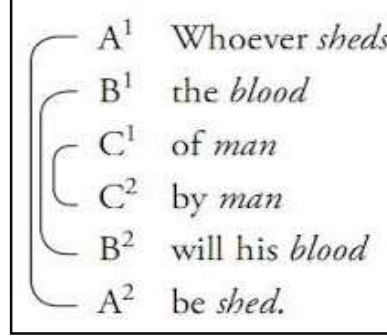 A¹ Whoever sheds
B¹ the blood
C¹ of man
C² by man
B² will his blood
A² be shed.